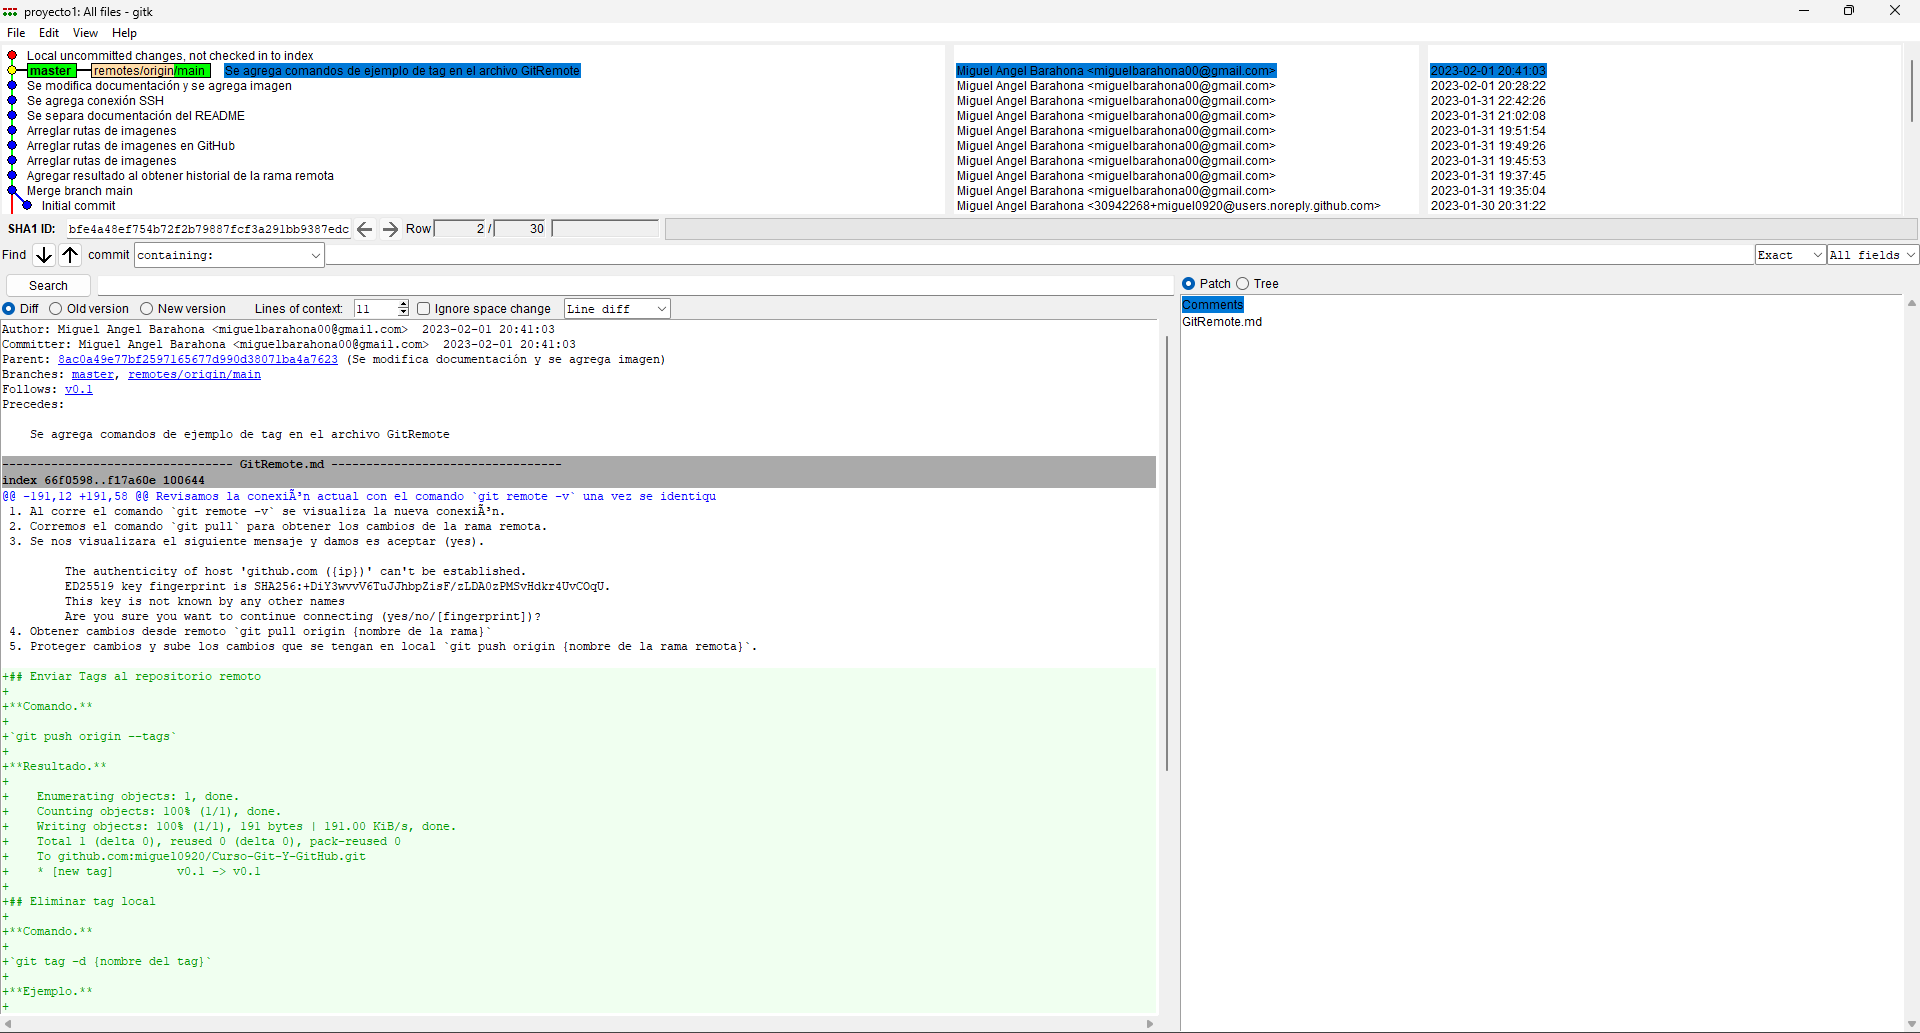 proyecto1: All files - gitk
File Edit View Help
Local uncommitted changes, not checked in to index
master remotes/origin/main Se agrega comandos de ejemplo de tag en el archivo GitRemote Miguel Angel Barahona <miguelbarahona00@gmail.com> 2023-02-01 20:41:03
Se modifica documentación y se agrega imagen Miguel Angel Barahona <miguelbarahona00@gmail.com> 2023-02-01 20:28:22
Se agrega conexión SSH Miguel Angel Barahona <miguelbarahona00@gmail.com> 2023-01-31 22:42:26
Se separa documentación del README Miguel Angel Barahona <miguelbarahona00@gmail.com> 2023-01-31 21:02:08
Arreglar rutas de imagenes Miguel Angel Barahona <miguelbarahona00@gmail.com> 2023-01-31 19:51:54
Arreglar rutas de imagenes en GitHub Miguel Angel Barahona <miguelbarahona00@gmail.com> 2023-01-31 19:49:26
Arreglar rutas de imagenes Miguel Angel Barahona <miguelbarahona00@gmail.com> 2023-01-31 19:45:53
Agregar resultado al obtener historial de la rama remota Miguel Angel Barahona <miguelbarahona00@gmail.com> 2023-01-31 19:37:45
Merge branch main Miguel Angel Barahona <miguelbarahona00@gmail.com> 2023-01-31 19:35:04
Initial commit Miguel Angel Barahona <30942268+miguel0920@users.noreply.github.com> 2023-01-30 20:31:22
SHA1 ID: bfe4a48ef754b72f2b79887fcf3a291bb9387edc Row 2 / 30
Find commit containing: Exact All fields
Search
Diff Old version New version Lines of context: 11 Ignore space change Line diff
Patch Tree
Comments
GitRemote.md
Author: Miguel Angel Barahona <miguelbarahona00@gmail.com>  2023-02-01 20:41:03
Committer: Miguel Angel Barahona <miguelbarahona00@gmail.com>  2023-02-01 20:41:03
Parent: 8ac0a49e77bf2597165677d990d38071ba4a7623 (Se modifica documentación y se agrega imagen)
Branches: master, remotes/origin/main
Follows: v0.1
Precedes:
Se agrega comandos de ejemplo de tag en el archivo GitRemote
--------------------------------- GitRemote.md ---------------------------------
index 66f0598..f17a60e 100644
@@ -191,12 +191,58 @@ Revisamos la conexiÃ³n actual con el comando `git remote -v` una vez se identiqu
1. Al corre el comando `git remote -v` se visualiza la nueva conexiÃ³n.
2. Corremos el comando `git pull` para obtener los cambios de la rama remota.
3. Se nos visualizara el siguiente mensaje y damos es aceptar (yes).
The authenticity of host 'github.com ({ip})' can't be established.
ED25519 key fingerprint is SHA256:+DiY3wvvV6TuJJhbpZisF/zLDA0zPMSvHdkr4UvCOqU.
This key is not known by any other names
Are you sure you want to continue connecting (yes/no/[fingerprint])?
4. Obtener cambios desde remoto `git pull origin {nombre de la rama}`
5. Proteger cambios y sube los cambios que se tengan en local `git push origin {nombre de la rama remota}`.
+## Enviar Tags al repositorio remoto
+
+**Comando.**
+
+`git push origin --tags`
+
+**Resultado.**
+
+    Enumerating objects: 1, done.
+    Counting objects: 100% (1/1), done.
+    Writing objects: 100% (1/1), 191 bytes | 191.00 KiB/s, done.
+    Total 1 (delta 0), reused 0 (delta 0), pack-reused 0
+    To github.com:miguel0920/Curso-Git-Y-GitHub.git
+    * [new tag]         v0.1 -> v0.1
+
+## Eliminar tag local
+
+**Comando.**
+
+`git tag -d {nombre del tag}`
+
+**Ejemplo.**
+